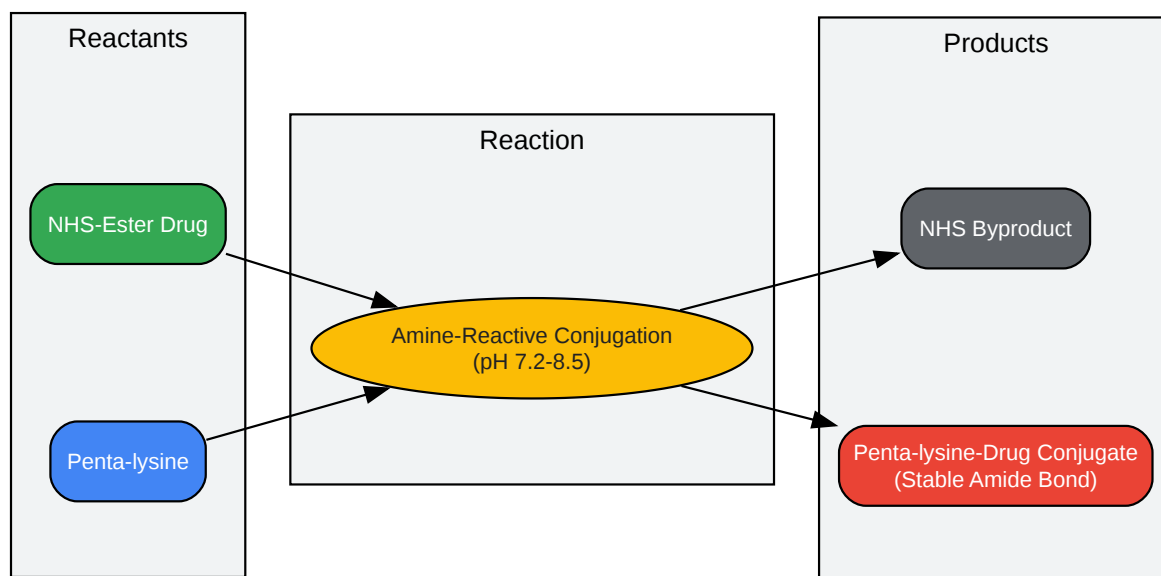 Reactants
NHS-Ester Drug
Penta-lysine
Reaction
Amine-Reactive Conjugation
(pH 7.2-8.5)
Products
NHS Byproduct
Penta-lysine-Drug Conjugate
(Stable Amide Bond)